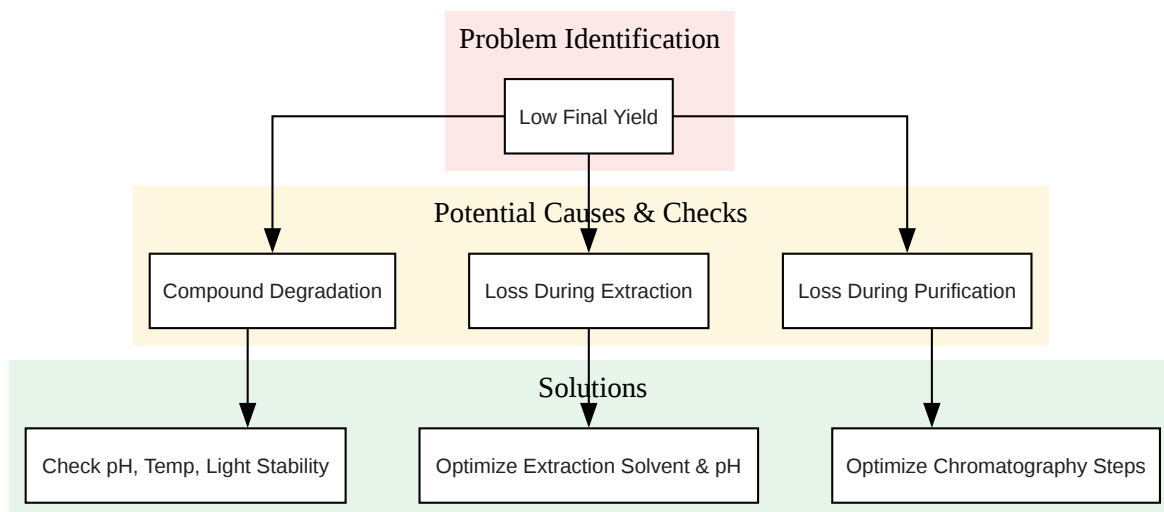 Problem Identification
Low Final Yield
Potential Causes & Checks
Compound Degradation
Loss During Extraction
Loss During Purification
Solutions
Check pH, Temp, Light Stability
Optimize Extraction Solvent & pH
Optimize Chromatography Steps